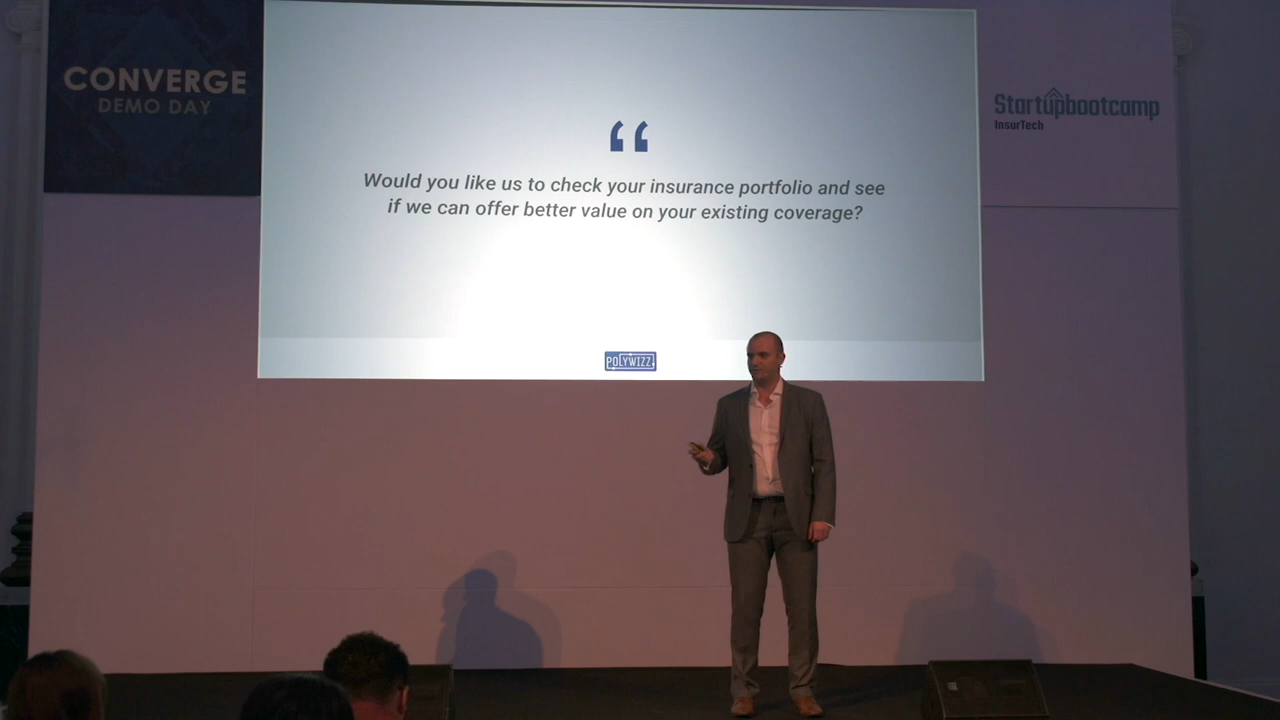 CONVERGE
DEMO DAY
“
Would you like us to check your insurance portfolio and see
if we can offer better value on your existing coverage?
POLYWIZZ
Startupbootcamp
InsurTech